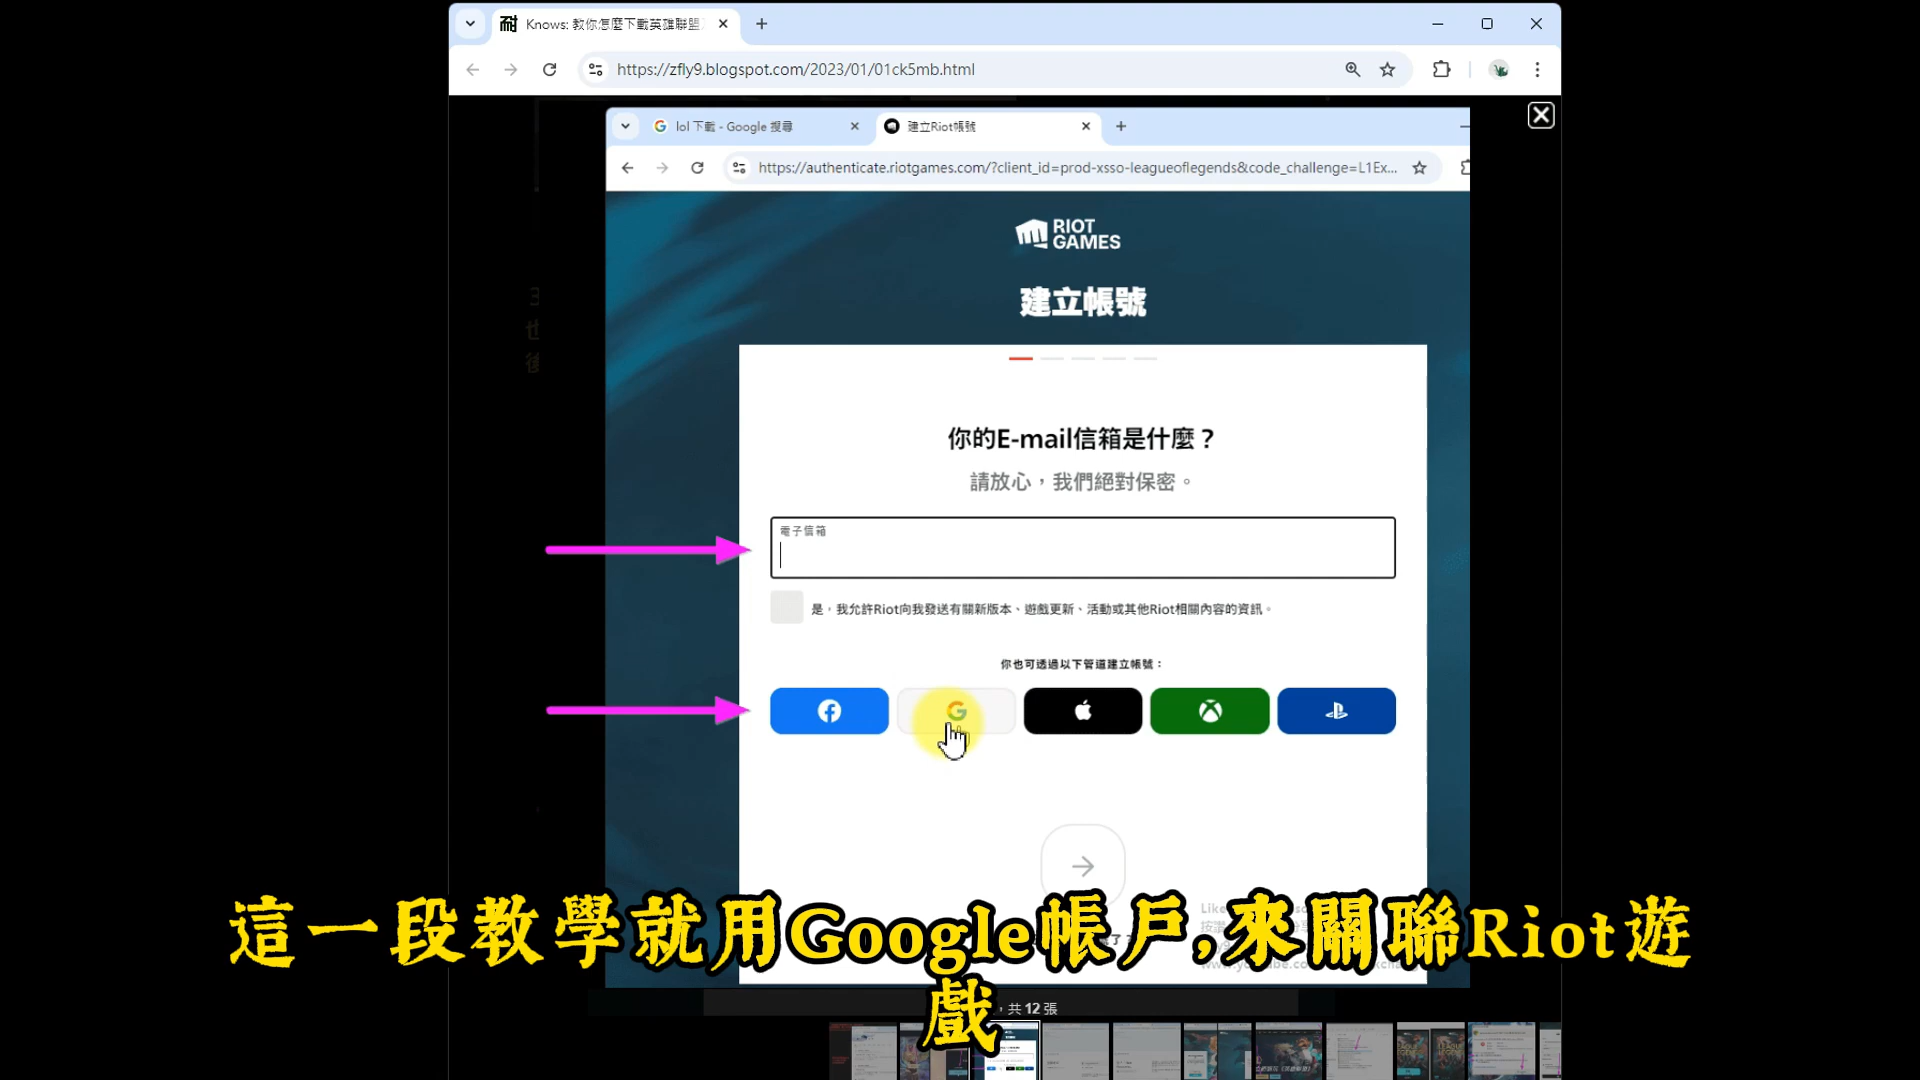 Knows: 教你怎麼下載英雄聯盟
https://zfly9.blogspot.com/2023/01/01ck5mb.html
lol 下載 - Google 搜尋
建立Riot帳號
https://authenticate.riotgames.com/?client_id=prod-xsso-leagueoflegends&code_challenge=L1Ex...
RIOT
GAMES
建立帳號
3
也
後
你的E-mail信箱是什麼？
請放心，我們絕對保密。
電子信箱
是，我允許Riot向我發送有關新版本、遊戲更新、活動或其他Riot相關內容的資訊。
你也可透過以下管道建立帳號：
這一段教學就用Google帳戶,來關聯Riot遊
戲
，共 12 張